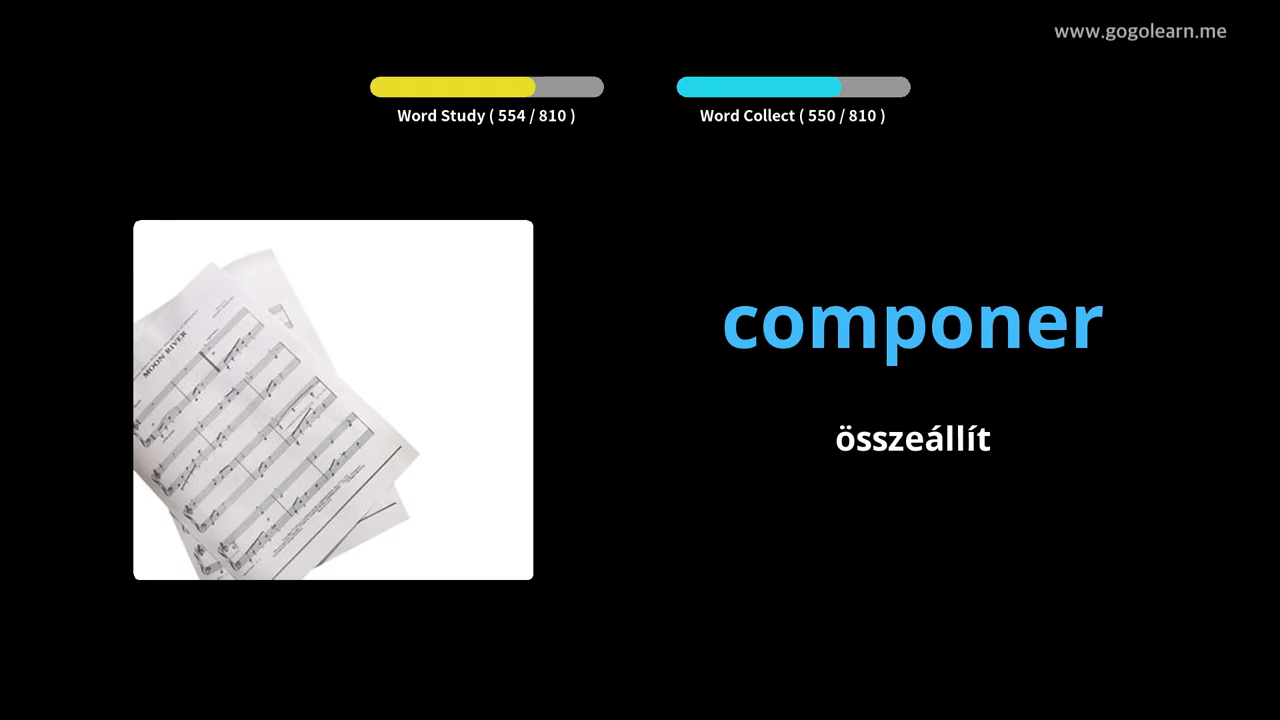 www.gogolearn.me
Word Study ( 554 / 810 )
Word Collect ( 550 / 810 )
MOON RIVER
componer
összeállít